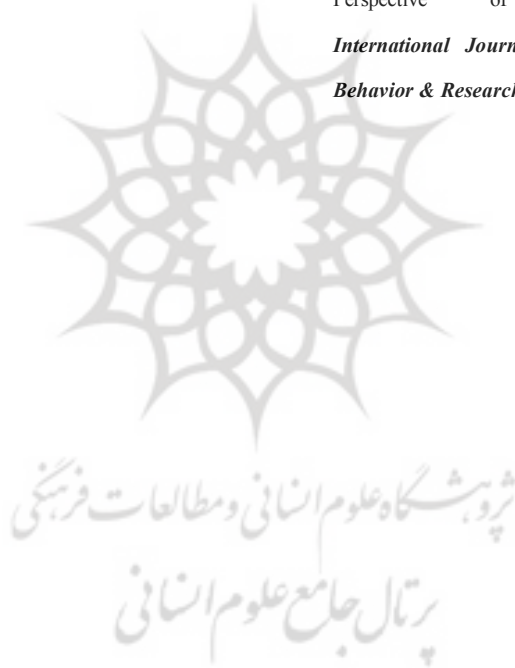 Perspective of
International Journ
Behavior & Research
پژوهشگاه علوم انسانی و مطالعات فرهنگی
پرتال جامع علوم انسانی